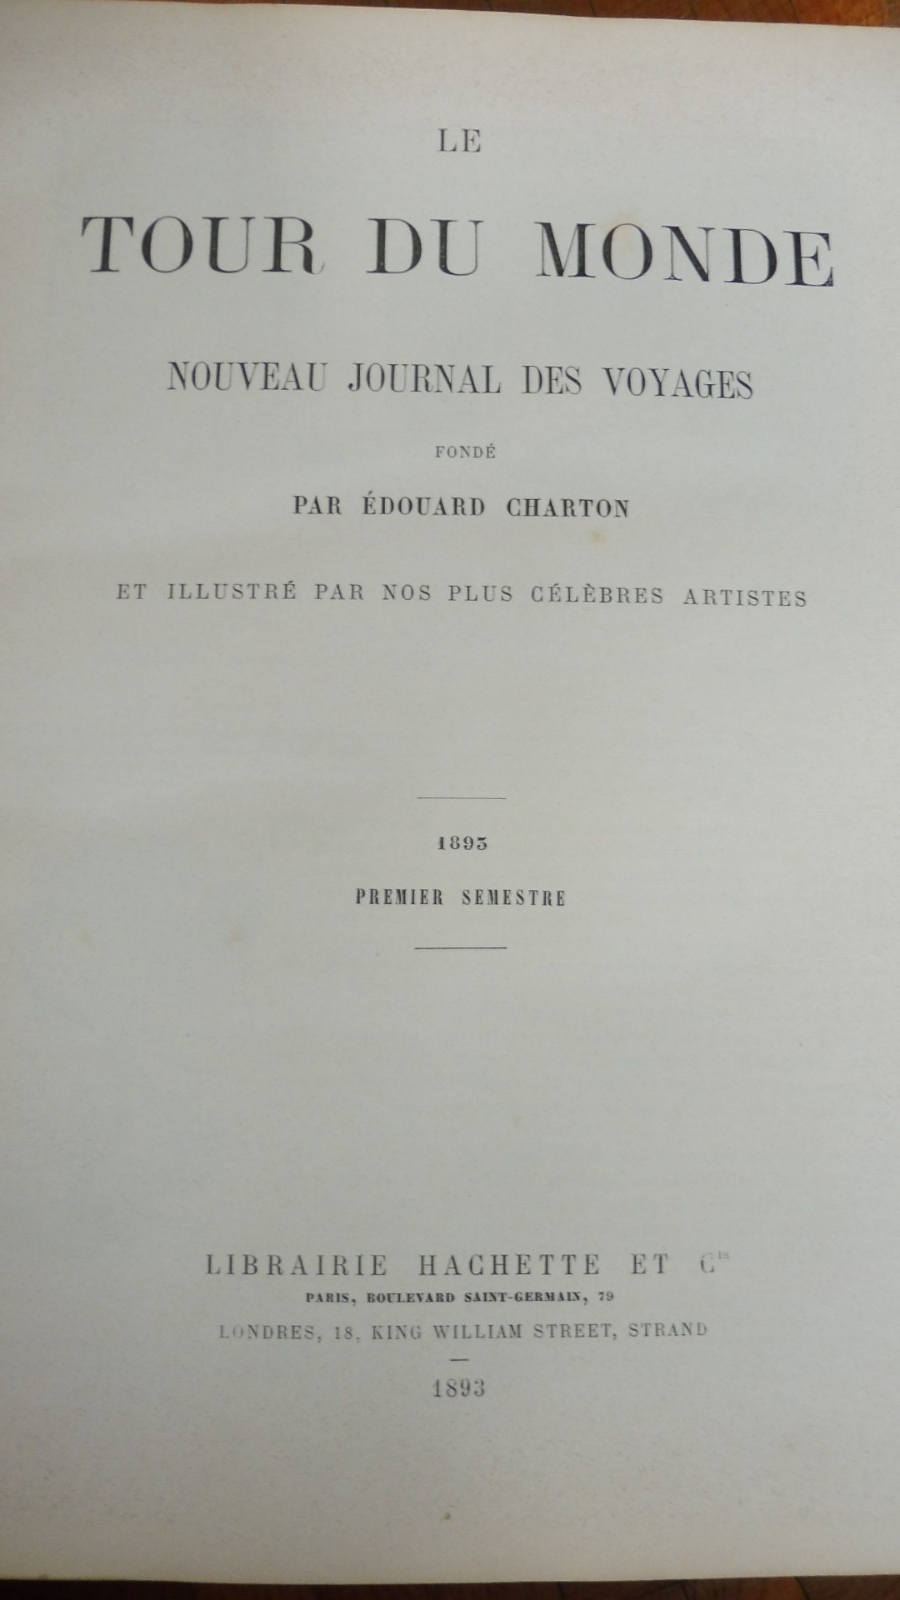 LE
TOUR DU MONDE
NOUVEAU JOURNAL DES VOYAGES
FONDÉ
PAR ÉDOUARD CHARTON
ET ILLUSTRÉ PAR NOS PLUS CÉLÈBRES ARTISTES
1893
PREMIER SEMESTRE
LIBRAIRIE HACHETTE ET Cie
PARIS, BOULEVARD SAINT-GERMAIN, 79
LONDRES, 18, KING WILLIAM STREET, STRAND
1893